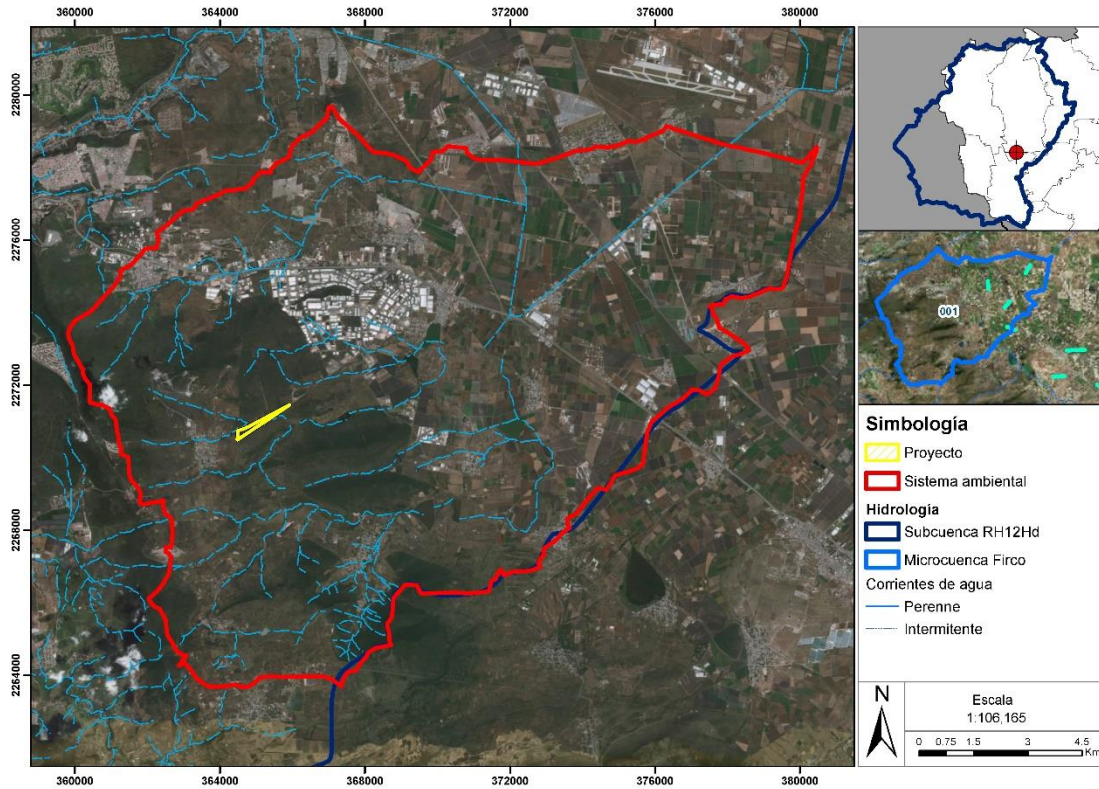 360000 364000 368000 372000 376000 380000
2280000
2276000
2272000
2268000
2264000
360000 364000 368000 372000 376000 380000
001
Simbología
Proyecto
Sistema ambiental
Hidrología
Subcuenca RH12Hd
Microcuenca Firco
Corrientes de agua
Perenne
Intermitente
N
Escala
1:106,165
0 0.75 1.5 3 4.5
Km